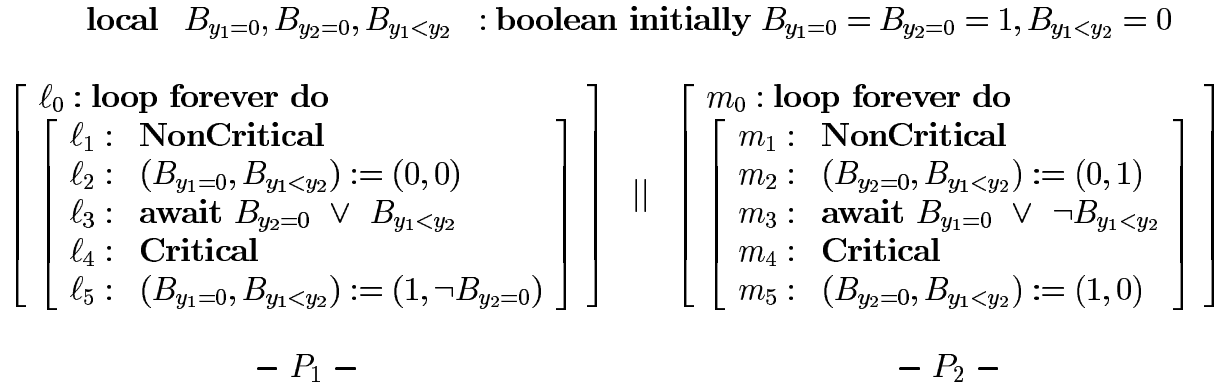 local B_{y₁=0}, B_{y₂=0}, B_{y₁<y₂} : boolean initially B_{y₁=0} = B_{y₂=0} = 1, B_{y₁<y₂} = 0
ℓ₀ : loop forever do
ℓ₁ : NonCritical
ℓ₂ : (B_{y₁=0}, B_{y₁<y₂}) := (0, 0)
ℓ₃ : await B_{y₂=0} ∨ B_{y₁<y₂}
ℓ₄ : Critical
ℓ₅ : (B_{y₁=0}, B_{y₁<y₂}) := (1, ¬B_{y₂=0})
– P₁ –
||
m₀ : loop forever do
m₁ : NonCritical
m₂ : (B_{y₂=0}, B_{y₁<y₂}) := (0, 1)
m₃ : await B_{y₁=0} ∨ ¬B_{y₁<y₂}
m₄ : Critical
m₅ : (B_{y₂=0}, B_{y₁<y₂}) := (1, 0)
– P₂ –